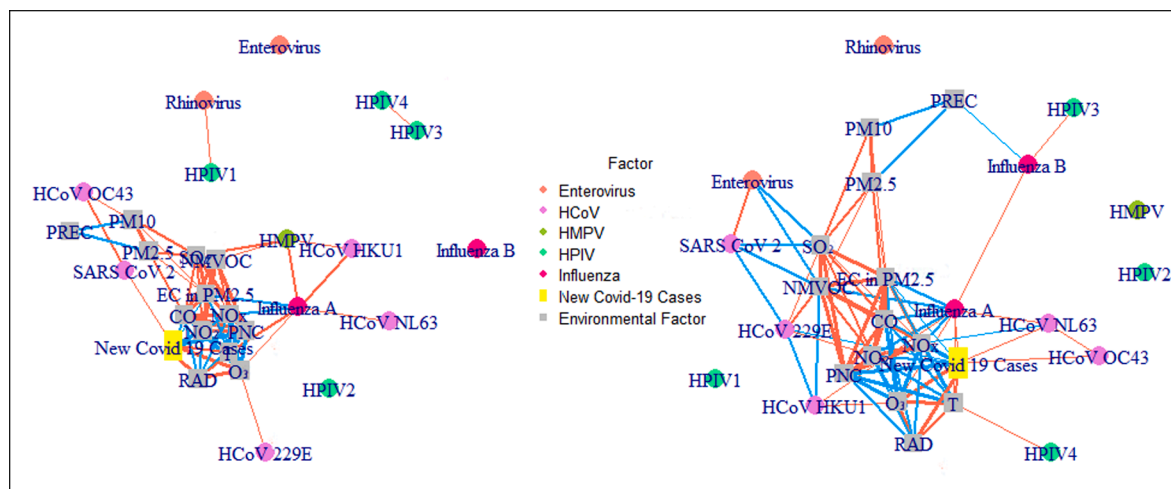 Enterovirus
Rhinovirus
HPIV4
HPIV3
HPIV1
HCoV OC43
PM10
PREC
PM2.5
SO₂
NMVOC
HMPV
HCoV HKU1
Influenza B
SARS CoV 2
EC in PM2.5
Influenza A
CO
NOx
HCoV NL63
NO₂
PNC
New Covid 19 Cases
T
O₃
RAD
HPIV2
HCoV 229E
Factor
Enterovirus
HCoV
HMPV
HPIV
Influenza
New Covid-19 Cases
Environmental Factor
Rhinovirus
PREC
HPIV3
PM10
Influenza B
Enterovirus
PM2.5
HMPV
SARS CoV 2
SO₂
HPIV2
NMVOC
EC in PM2.5
Influenza A
HCoV 229E
CO
HCoV NL63
NOx
NO₂
HCoV OC43
New Covid 19 Cases
PNC
HPIV1
HCoV HKU1
O₃
T
RAD
HPIV4